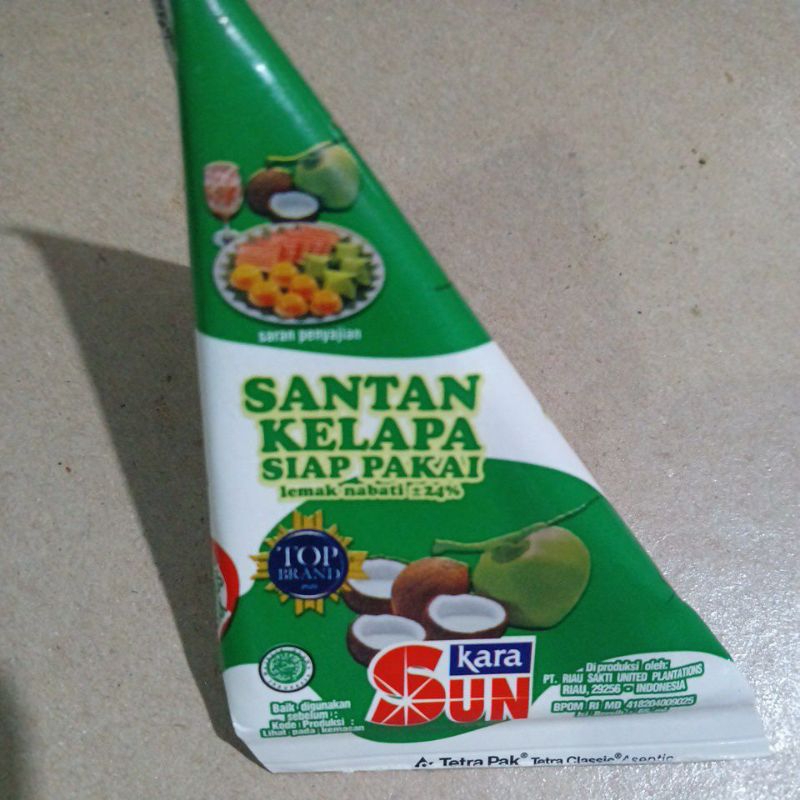 saran penyajian
SANTAN
KELAPA
SIAP PAKAI
lemak nabati ±24%
TOP
BRAND
kara
SUN
Diproduksi oleh:
PT. RIAU SAKTI UNITED PLANTATIONS
RIAU, 29256 - INDONESIA
BPOM RI MD 418204009025
Baik digunakan
sebelum :
Kode Produksi :
Lihat pada kemasan
Tetra Pak® Tetra Classic® Aseptic